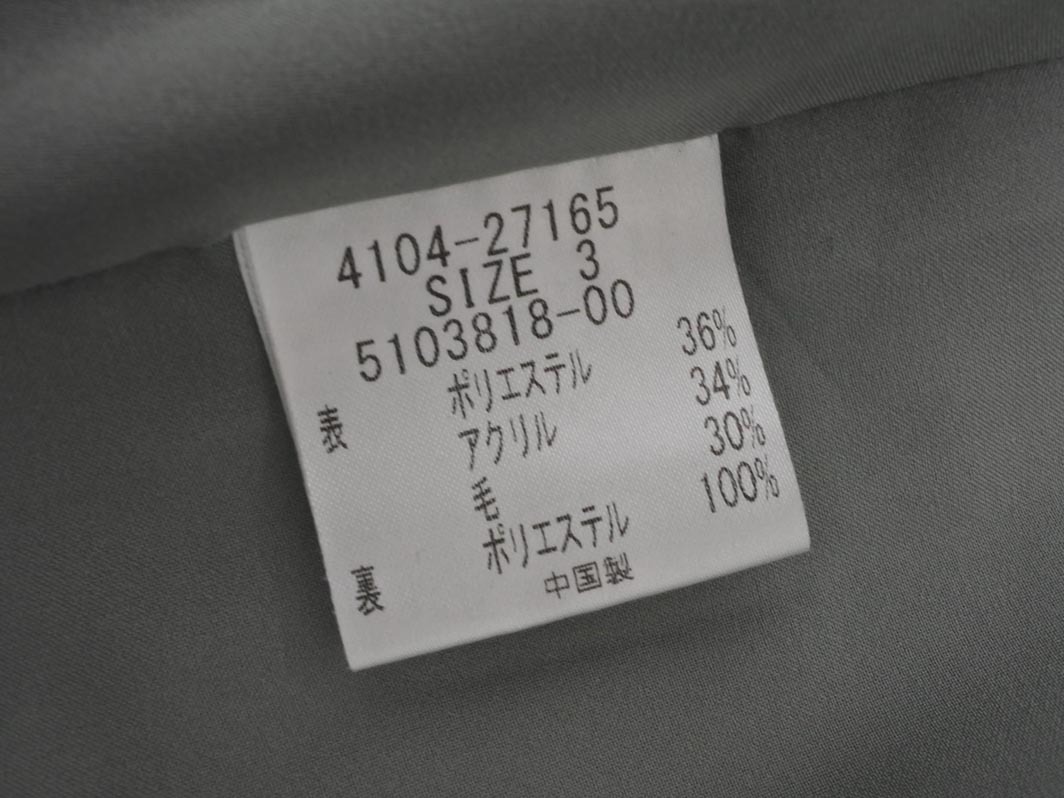 4104-27165
SIZE 3
5103818-00
表 ポリエステル 36%
アクリル 34%
毛 30%
裏 ポリエステル 100%
中国製